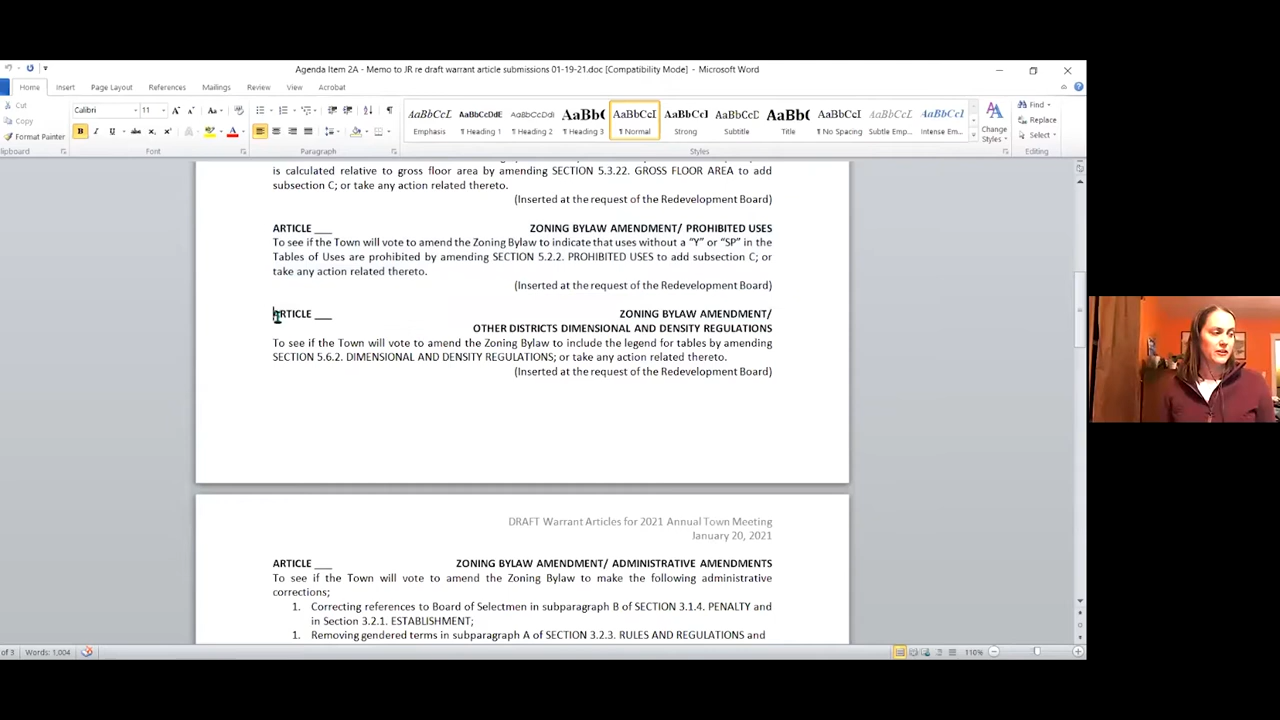 Agenda Item 2A - Memo to JR re draft warrant article submissions 01-19-21.doc [Compatibility Mode] - Microsoft Word
Home Insert Page Layout References Mailings Review View Acrobat
Cut
Copy
Format Painter
lipboard
Calibri 11
Font
Paragraph
AaBbCcL AaBbCcDdE AaBbCcDdI AaBb( AaBbCcI AaBbCcI AaBbCcD AaBb( AaBbCcI AaBbCcL AaBbCcI
Emphasis ¶ Heading 1 ¶ Heading 2 ¶ Heading 3 ¶ Normal Strong Subtitle Title ¶ No Spacing Subtle Emp... Intense Em...
Styles
Change Styles
Find
Replace
Select
Editing
is calculated relative to gross floor area by amending SECTION 5.3.22. GROSS FLOOR AREA to add
subsection C; or take any action related thereto.
(Inserted at the request of the Redevelopment Board)
ARTICLE ___ ZONING BYLAW AMENDMENT/ PROHIBITED USES
To see if the Town will vote to amend the Zoning Bylaw to indicate that uses without a “Y” or “SP” in the
Tables of Uses are prohibited by amending SECTION 5.2.2. PROHIBITED USES to add subsection C; or
take any action related thereto.
(Inserted at the request of the Redevelopment Board)
ARTICLE ___ ZONING BYLAW AMENDMENT/
OTHER DISTRICTS DIMENSIONAL AND DENSITY REGULATIONS
To see if the Town will vote to amend the Zoning Bylaw to include the legend for tables by amending
SECTION 5.6.2. DIMENSIONAL AND DENSITY REGULATIONS; or take any action related thereto.
(Inserted at the request of the Redevelopment Board)
DRAFT Warrant Articles for 2021 Annual Town Meeting
January 20, 2021
ARTICLE ___ ZONING BYLAW AMENDMENT/ ADMINISTRATIVE AMENDMENTS
To see if the Town will vote to amend the Zoning Bylaw to make the following administrative
corrections;
1. Correcting references to Board of Selectmen in subparagraph B of SECTION 3.1.4. PENALTY and
in Section 3.2.1. ESTABLISHMENT;
1. Removing gendered terms in subparagraph A of SECTION 3.2.3. RULES AND REGULATIONS and
of 3 Words: 1,004 110%